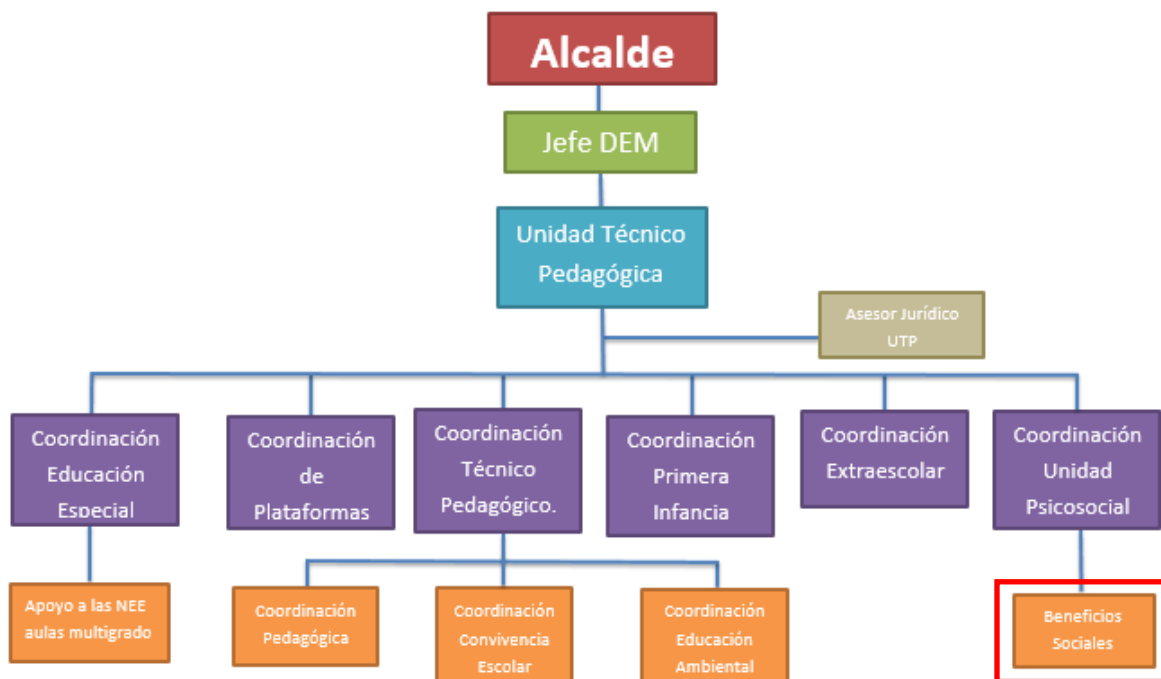 Alcalde
Jefe DEM
Unidad Técnico
Pedagógica
Asesor Jurídico
UTP
Coordinación
Educación
Especial
Coordinación
de
Plataformas
Coordinación
Técnico
Pedagógico.
Coordinación
Primera
Infancia
Coordinación
Extraescolar
Coordinación
Unidad
Psicosocial
Apoyo a las NEE
aulas multigrado
Coordinación
Pedagógica
Coordinación
Convivencia
Escolar
Coordinación
Educación
Ambiental
Beneficios
Sociales